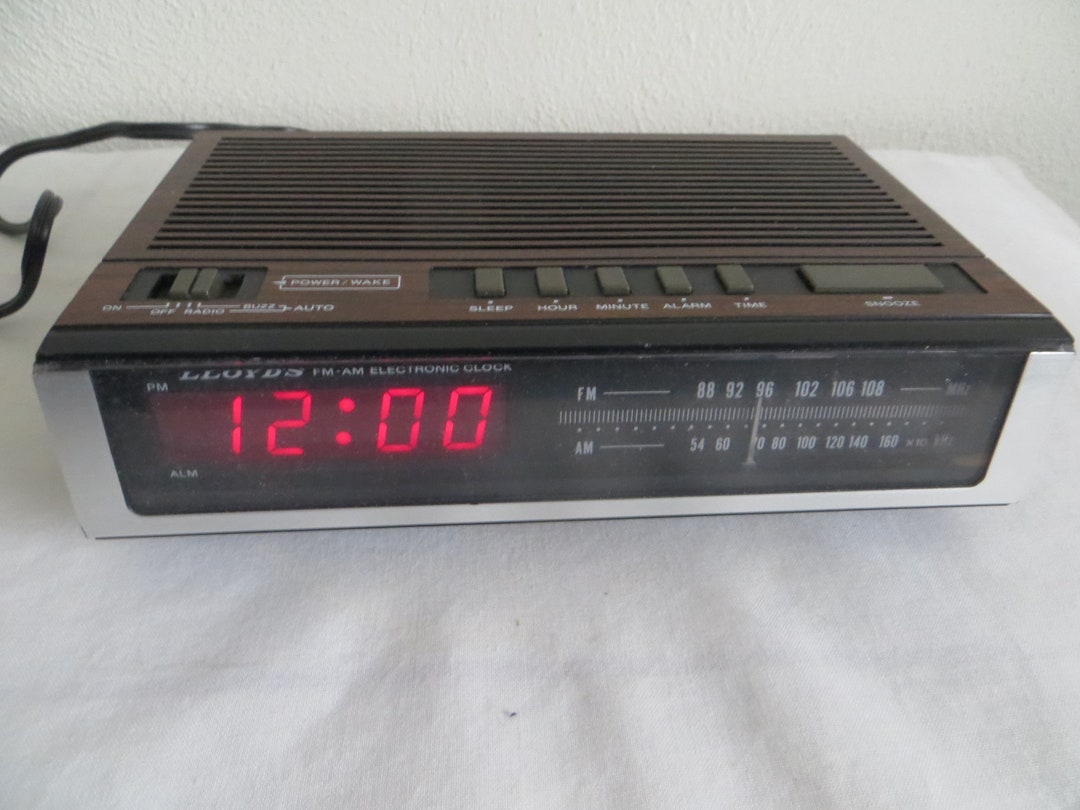 POWER/WAKE
ON OFF RADIO BUZZ AUTO
SLEEP HOUR MINUTE ALARM TIME SNOOZE
LLOYD'S FM-AM ELECTRONIC CLOCK
PM
12:00
ALM
FM 88 92 96 102 106 108 MHz
AM 54 60 70 80 100 120 140 160 x10 kHz